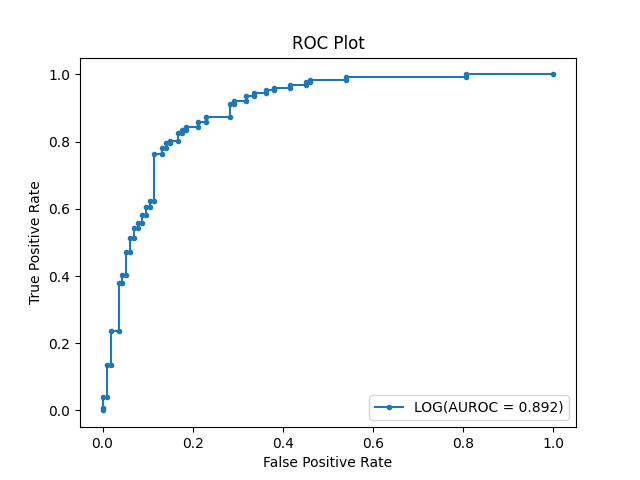 ROC Plot
True Positive Rate
1.0
0.8
0.6
0.4
0.2
0.0
LOG(AUROC = 0.892)
0.0 0.2 0.4 0.6 0.8 1.0
False Positive Rate